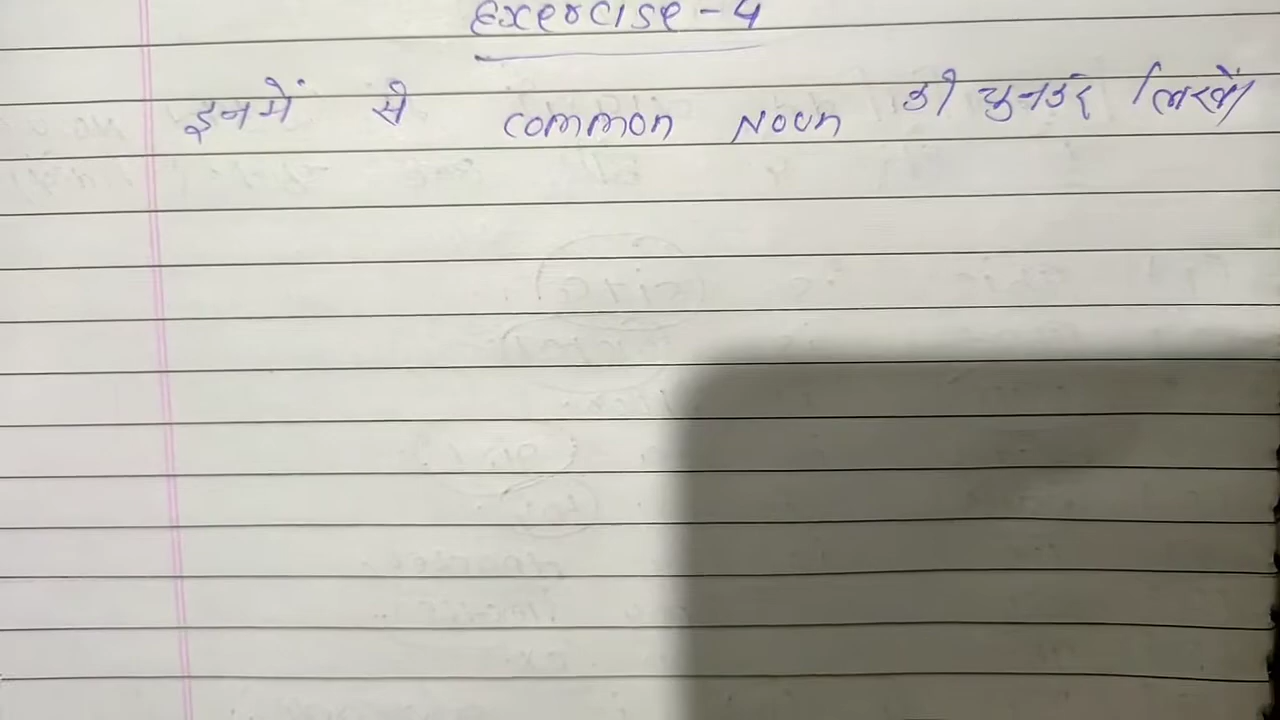 Exercise - 4
इनमें से common Noun को चुनकर लिखें।